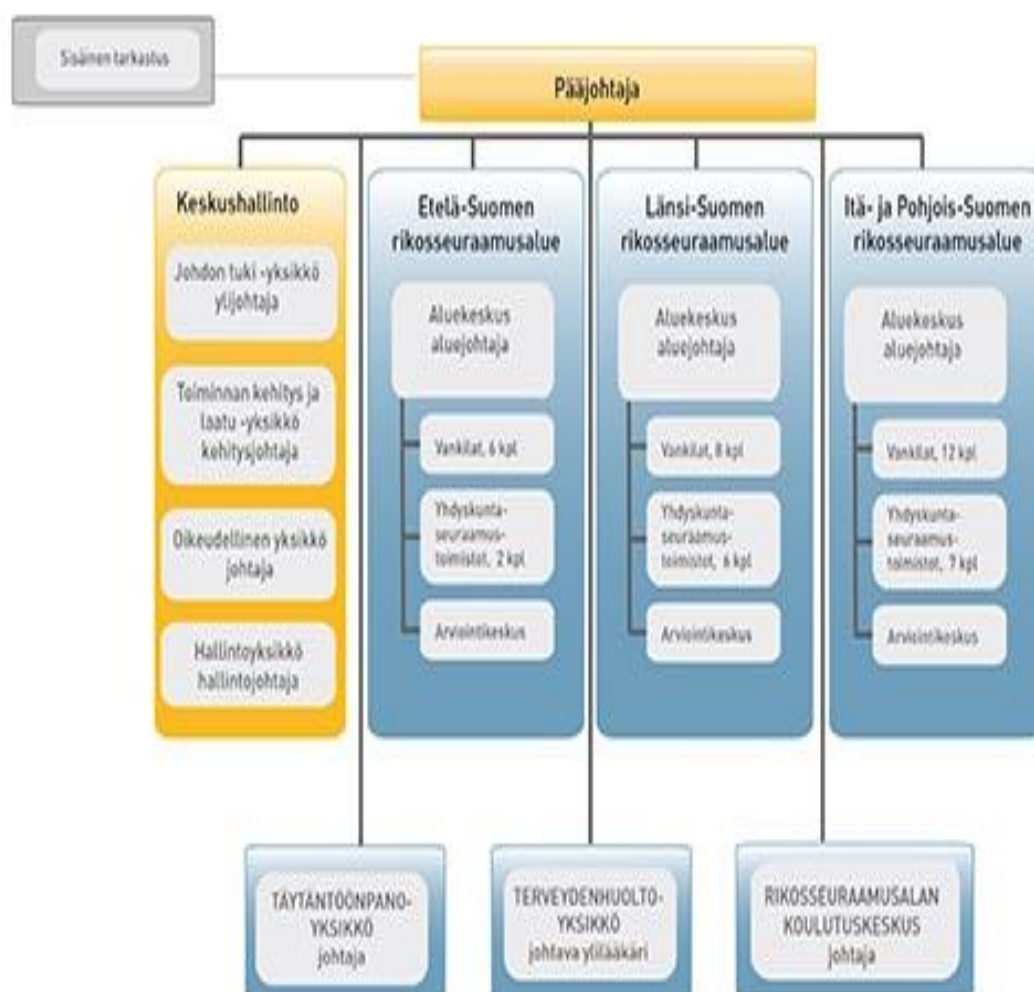 Sisäinen tarkastus
Pääjohtaja
Keskushallinto
Johdon tuki -yksikkö
ylijohtaja
Toiminnan kehitys ja
laatu -yksikkö
kehitysjohtaja
Oikeudellinen yksikkö
johtaja
Hallintoyksikkö
hallintojohtaja
Etelä-Suomen
rikosseuraamusalue
Aluekeskus
aluejohtaja
Vankilat, 6 kpl
Yhdyskunta-
seuraamus-
toimistot, 2 kpl
Arviointikeskus
Länsi-Suomen
rikosseuraamusalue
Aluekeskus
aluejohtaja
Vankilat, 8 kpl
Yhdyskunta-
seuraamus-
toimistot, 6 kpl
Arviointikeskus
Itä- ja Pohjois-Suomen
rikosseuraamusalue
Aluekeskus
aluejohtaja
Vankilat, 12 kpl
Yhdyskunta-
seuraamus-
toimistot, 7 kpl
Arviointikeskus
TÄYTÄNTÖÖNPANO-
YKSIKKÖ
johtaja
TERVEYDENHUOLTO-
YKSIKKÖ
johtava ylilääkäri
RIKOSSEURAAMUSALAN
KOULUTUSKESKUS
johtaja